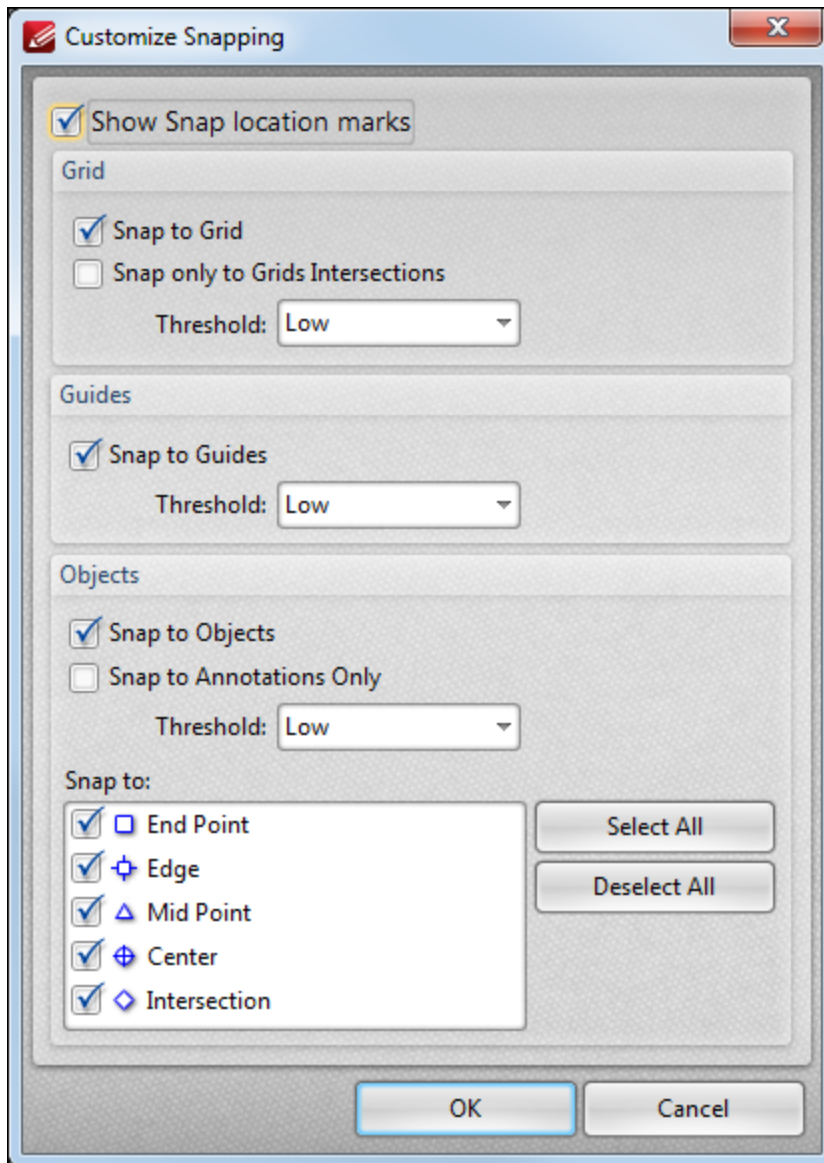 Customize Snapping
Show Snap location marks
Grid
Snap to Grid
Snap only to Grids Intersections
Threshold: Low
Guides
Snap to Guides
Threshold: Low
Objects
Snap to Objects
Snap to Annotations Only
Threshold: Low
Snap to:
End Point
Select All
Edge
Deselect All
Mid Point
Center
Intersection
OK Cancel